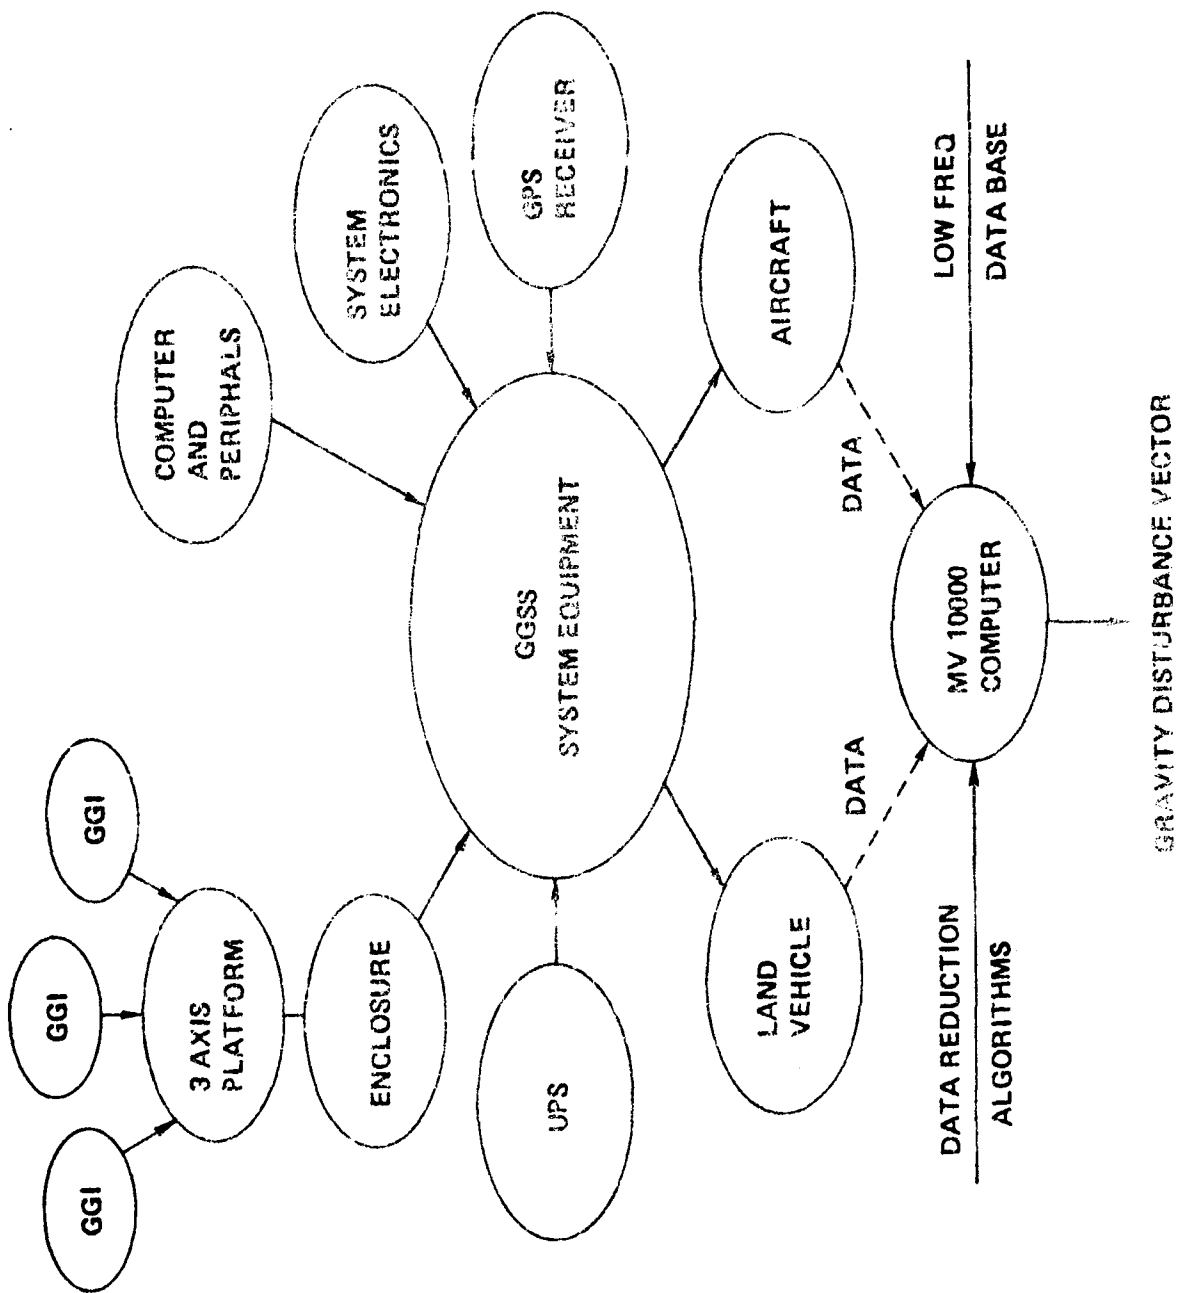 GGI
GGI
GGI
3 AXIS
PLATFORM
ENCLOSURE
COMPUTER
AND
PERIPHALS
SYSTEM
ELECTRONICS
GPS
RECEIVER
UPS
GGSS
SYSTEM EQUIPMENT
LAND
VEHICLE
AIRCRAFT
DATA
DATA
DATA REDUCTION
ALGORITHMS
MV 10000
COMPUTER
LOW FREQ
DATA BASE
GRAVITY DISTURBANCE VECTOR